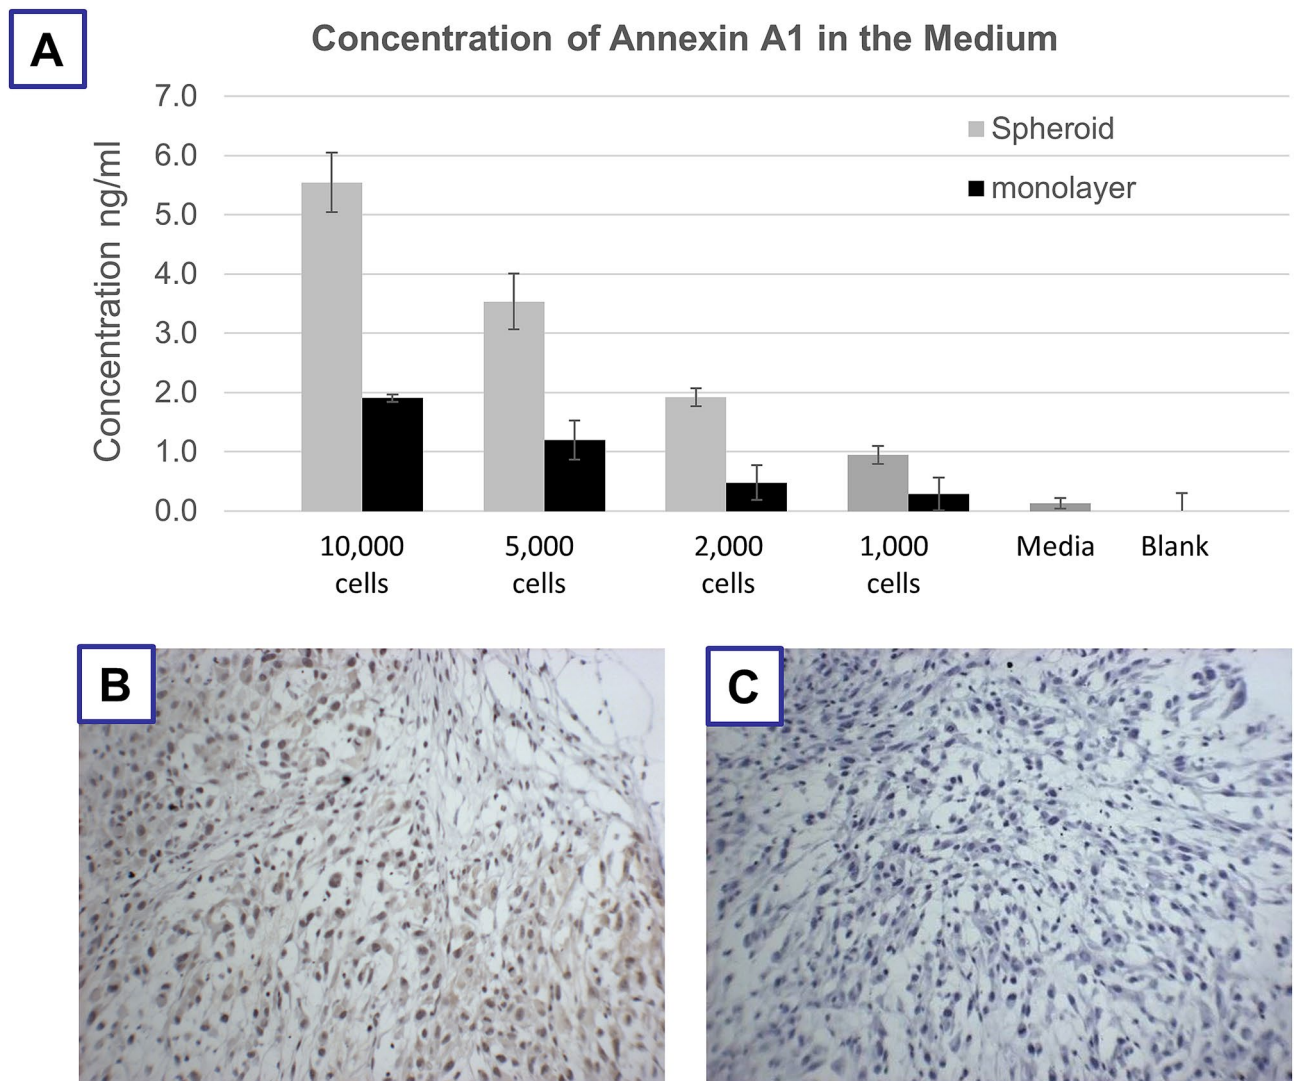 A
Concentration of Annexin A1 in the Medium
Concentration ng/ml
7.0
6.0
5.0
4.0
3.0
2.0
1.0
0.0
Spheroid
monolayer
10,000 cells
5,000 cells
2,000 cells
1,000 cells
Media
Blank
B
C